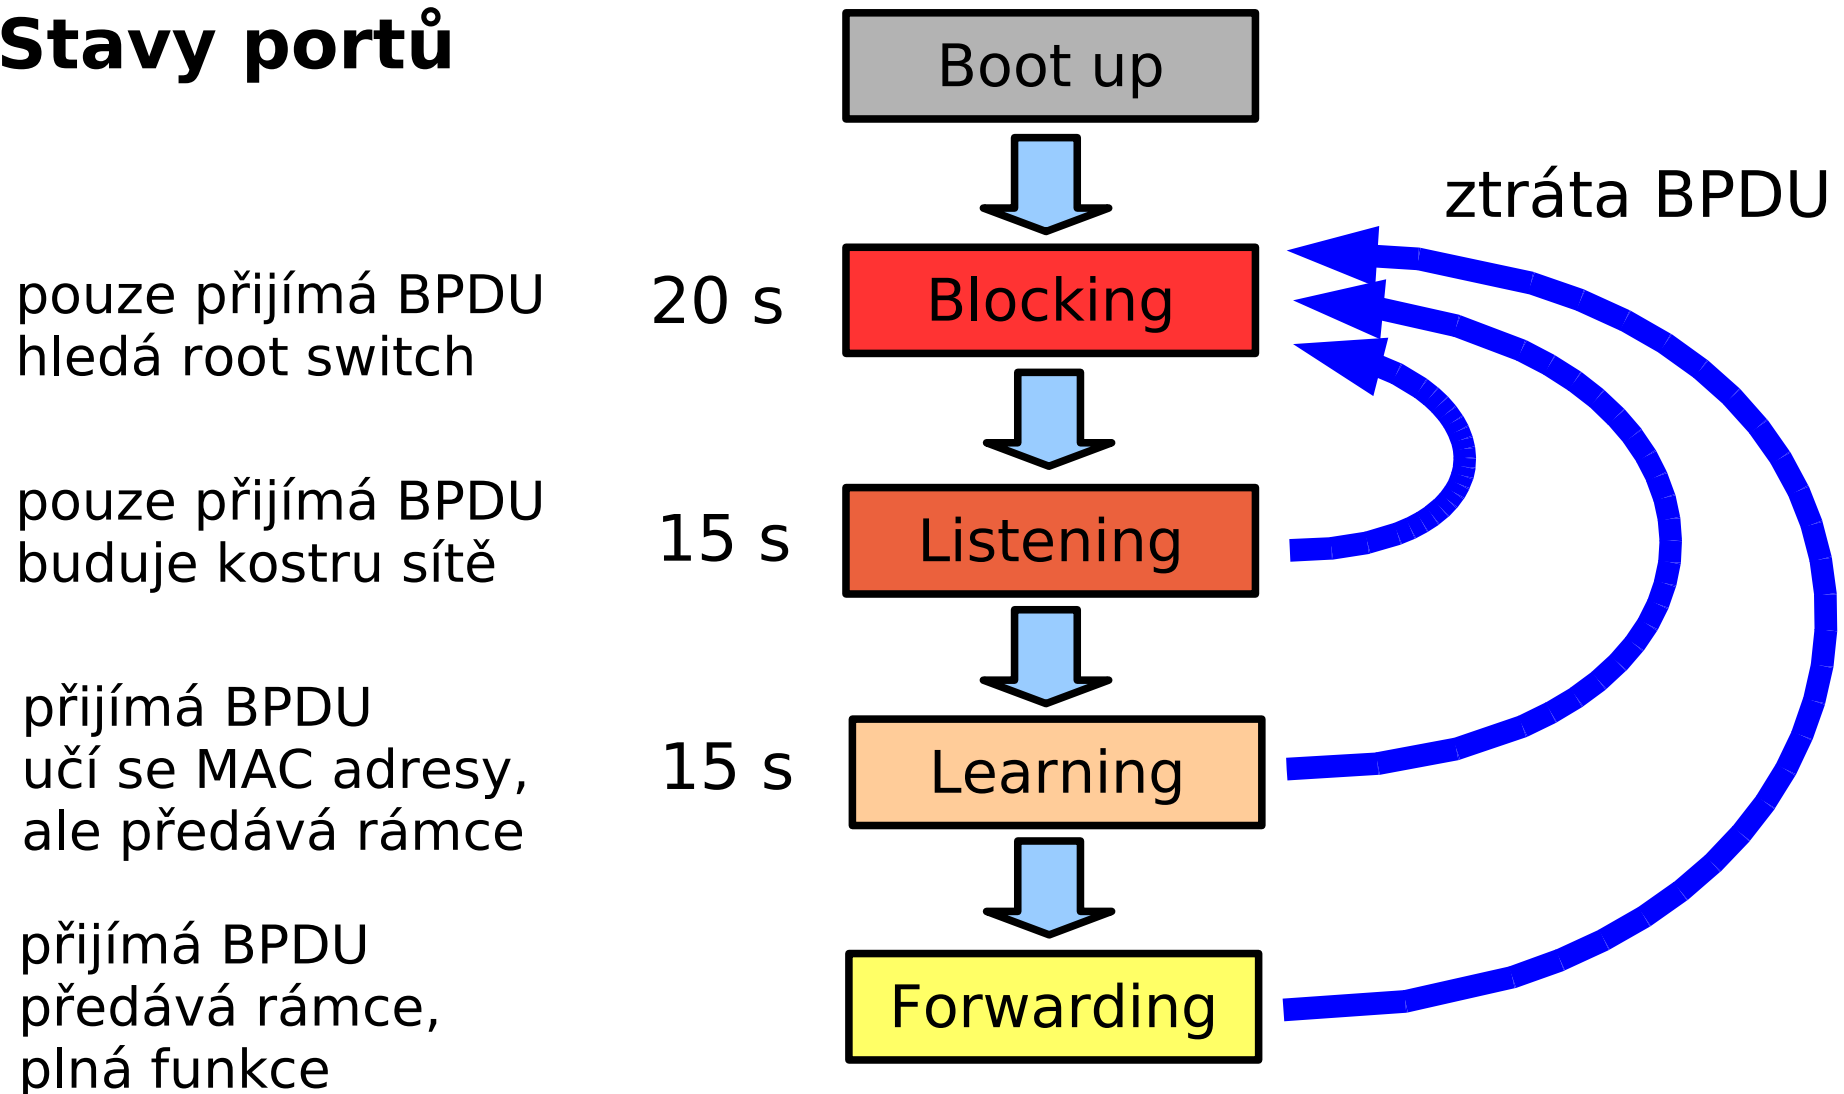 Stavy portů
Boot up
ztráta BPDU
pouze přijímá BPDU
hledá root switch
20 s
Blocking
pouze přijímá BPDU
buduje kostru sítě
15 s
Listening
přijímá BPDU
učí se MAC adresy,
ale předává rámce
15 s
Learning
přijímá BPDU
předává rámce,
plná funkce
Forwarding